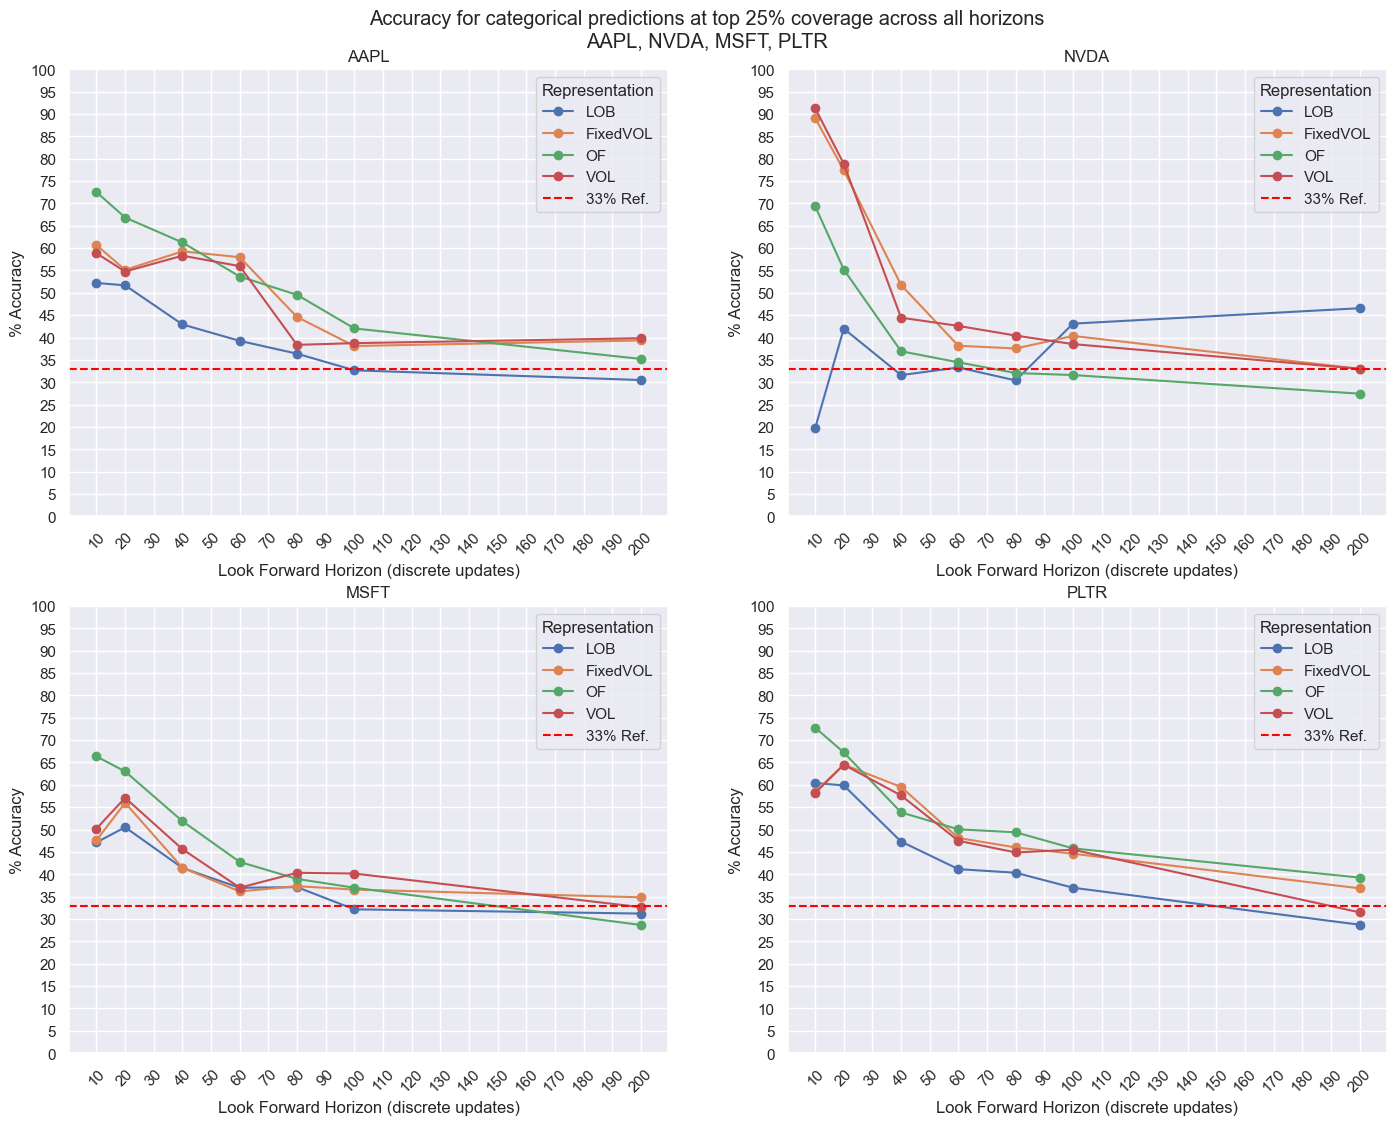 Accuracy for categorical predictions at top 25% coverage across all horizons
AAPL, NVDA, MSFT, PLTR
AAPL
100
95
90
85
80
75
70
65
60
55
50
45
40
35
30
25
20
15
10
5
0
% Accuracy
Representation
LOB
FixedVOL
OF
VOL
33% Ref.
10 20 30 40 50 60 70 80 90 100 110 120 130 140 150 160 170 180 190 200
Look Forward Horizon (discrete updates)
NVDA
100
95
90
85
80
75
70
65
60
55
50
45
40
35
30
25
20
15
10
5
0
% Accuracy
Representation
LOB
FixedVOL
OF
VOL
33% Ref.
10 20 30 40 50 60 70 80 90 100 110 120 130 140 150 160 170 180 190 200
Look Forward Horizon (discrete updates)
MSFT
100
95
90
85
80
75
70
65
60
55
50
45
40
35
30
25
20
15
10
5
0
% Accuracy
Representation
LOB
FixedVOL
OF
VOL
33% Ref.
10 20 30 40 50 60 70 80 90 100 110 120 130 140 150 160 170 180 190 200
Look Forward Horizon (discrete updates)
PLTR
100
95
90
85
80
75
70
65
60
55
50
45
40
35
30
25
20
15
10
5
0
% Accuracy
Representation
LOB
FixedVOL
OF
VOL
33% Ref.
10 20 30 40 50 60 70 80 90 100 110 120 130 140 150 160 170 180 190 200
Look Forward Horizon (discrete updates)